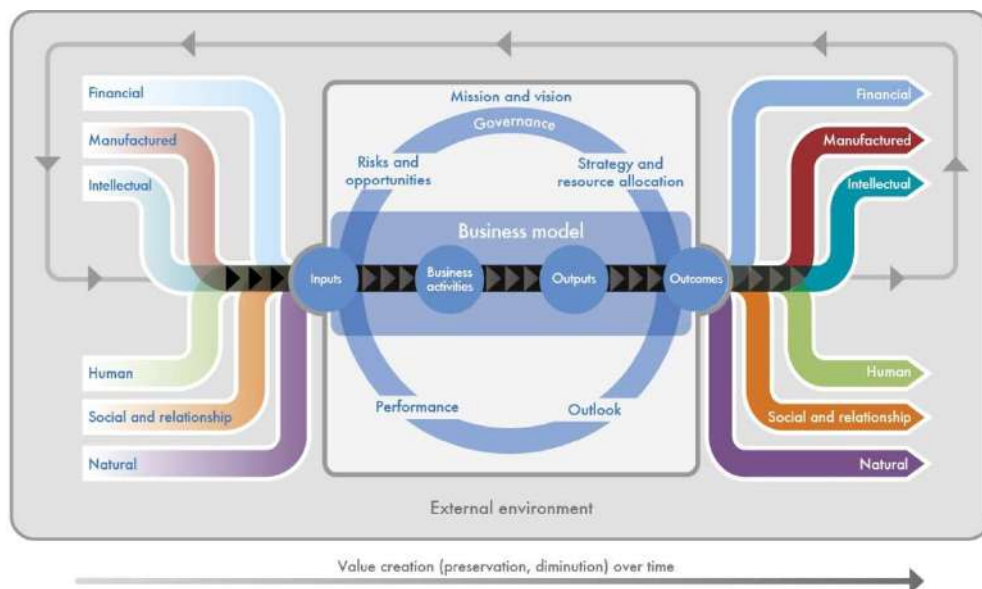 Financial
Manufactured
Intellectual
Human
Social and relationship
Natural
Mission and vision
Governance
Risks and
opportunities
Strategy and
resource allocation
Business model
Inputs
Business
activities
Outputs
Outcomes
Performance
Outlook
Financial
Manufactured
Intellectual
Human
Social and relationship
Natural
External environment
Value creation (preservation, diminution) over time